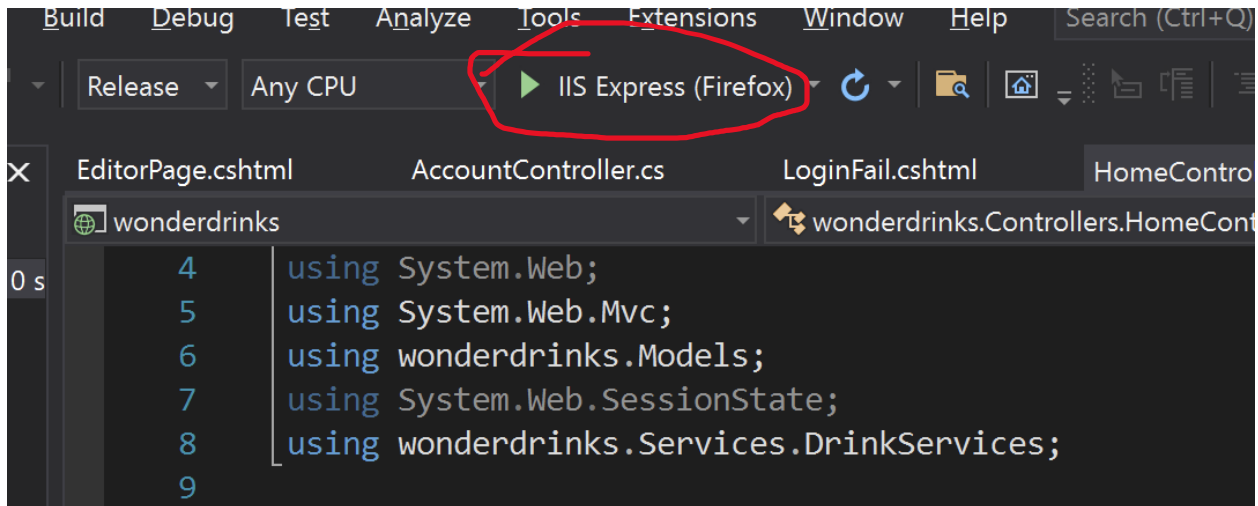 Build Debug Test Analyze Tools Extensions Window Help Search (Ctrl+Q)
Release Any CPU IIS Express (Firefox)
EditorPage.cshtml AccountController.cs LoginFail.cshtml HomeContro
wonderdrinks wonderdrinks.Controllers.HomeCont
4 using System.Web;
0 s
5 using System.Web.Mvc;
6 using wonderdrinks.Models;
7 using System.Web.SessionState;
8 using wonderdrinks.Services.DrinkServices;
9